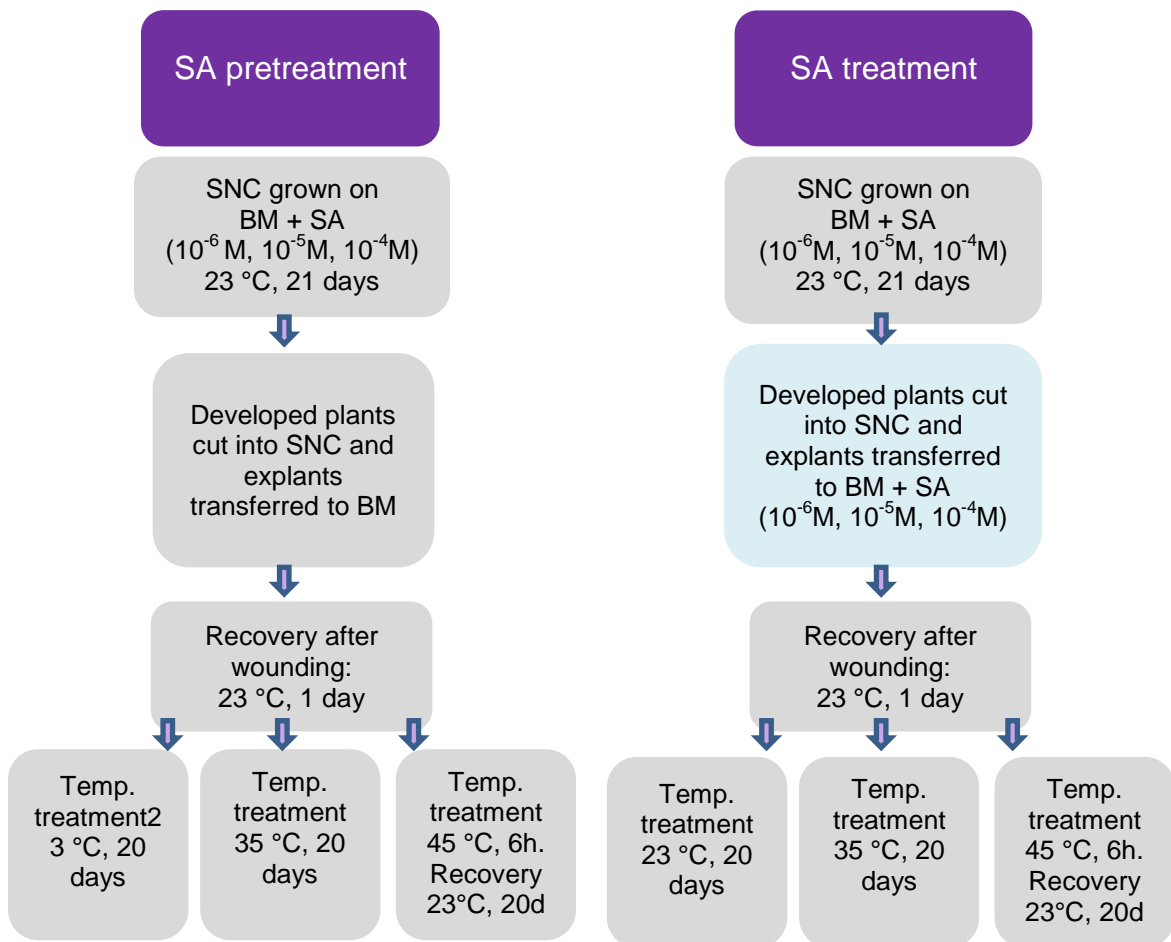 SA pretreatment
SNC grown on
BM + SA
(10⁻⁶ M, 10⁻⁵M, 10⁻⁴M)
23 °C, 21 days
Developed plants
cut into SNC and
explants
transferred to BM
Recovery after
wounding:
23 °C, 1 day
Temp.
treatment2
3 °C, 20
days
Temp.
treatment
35 °C, 20
days
Temp.
treatment
45 °C, 6h.
Recovery
23°C, 20d
SA treatment
SNC grown on
BM + SA
(10⁻⁶M, 10⁻⁵M, 10⁻⁴M)
23 °C, 21 days
Developed plants cut
into SNC and
explants transferred
to BM + SA
(10⁻⁶M, 10⁻⁵M, 10⁻⁴M)
Recovery after
wounding:
23 °C, 1 day
Temp.
treatment
23 °C, 20
days
Temp.
treatment
35 °C, 20
days
Temp.
treatment
45 °C, 6h.
Recovery
23°C, 20d